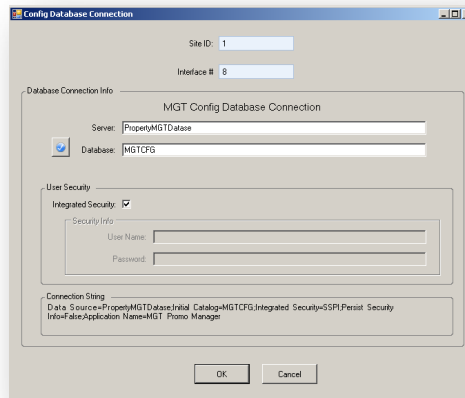 Config Database Connection
Site ID: 1
Interface # 8
Database Connection Info
MGT Config Database Connection
Server: PropertyMGTDatase
Database: MGTCFG
User Security
Integrated Security:
Security Info
User Name:
Password:
Connection String
Data Source=PropertyMGTDatase;Initial Catalog=MGTCFG;Integrated Security=SSPI;Persist Security
Info=False;Application Name=MGT Promo Manager
OK Cancel